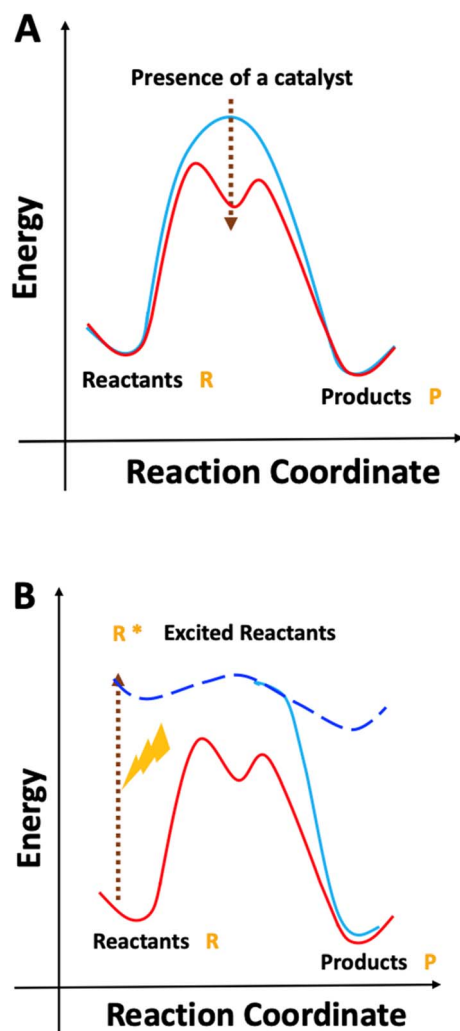 A
Presence of a catalyst
Energy
Reactants R
Products P
Reaction Coordinate
B
R * Excited Reactants
Energy
Reactants R
Products P
Reaction Coordinate